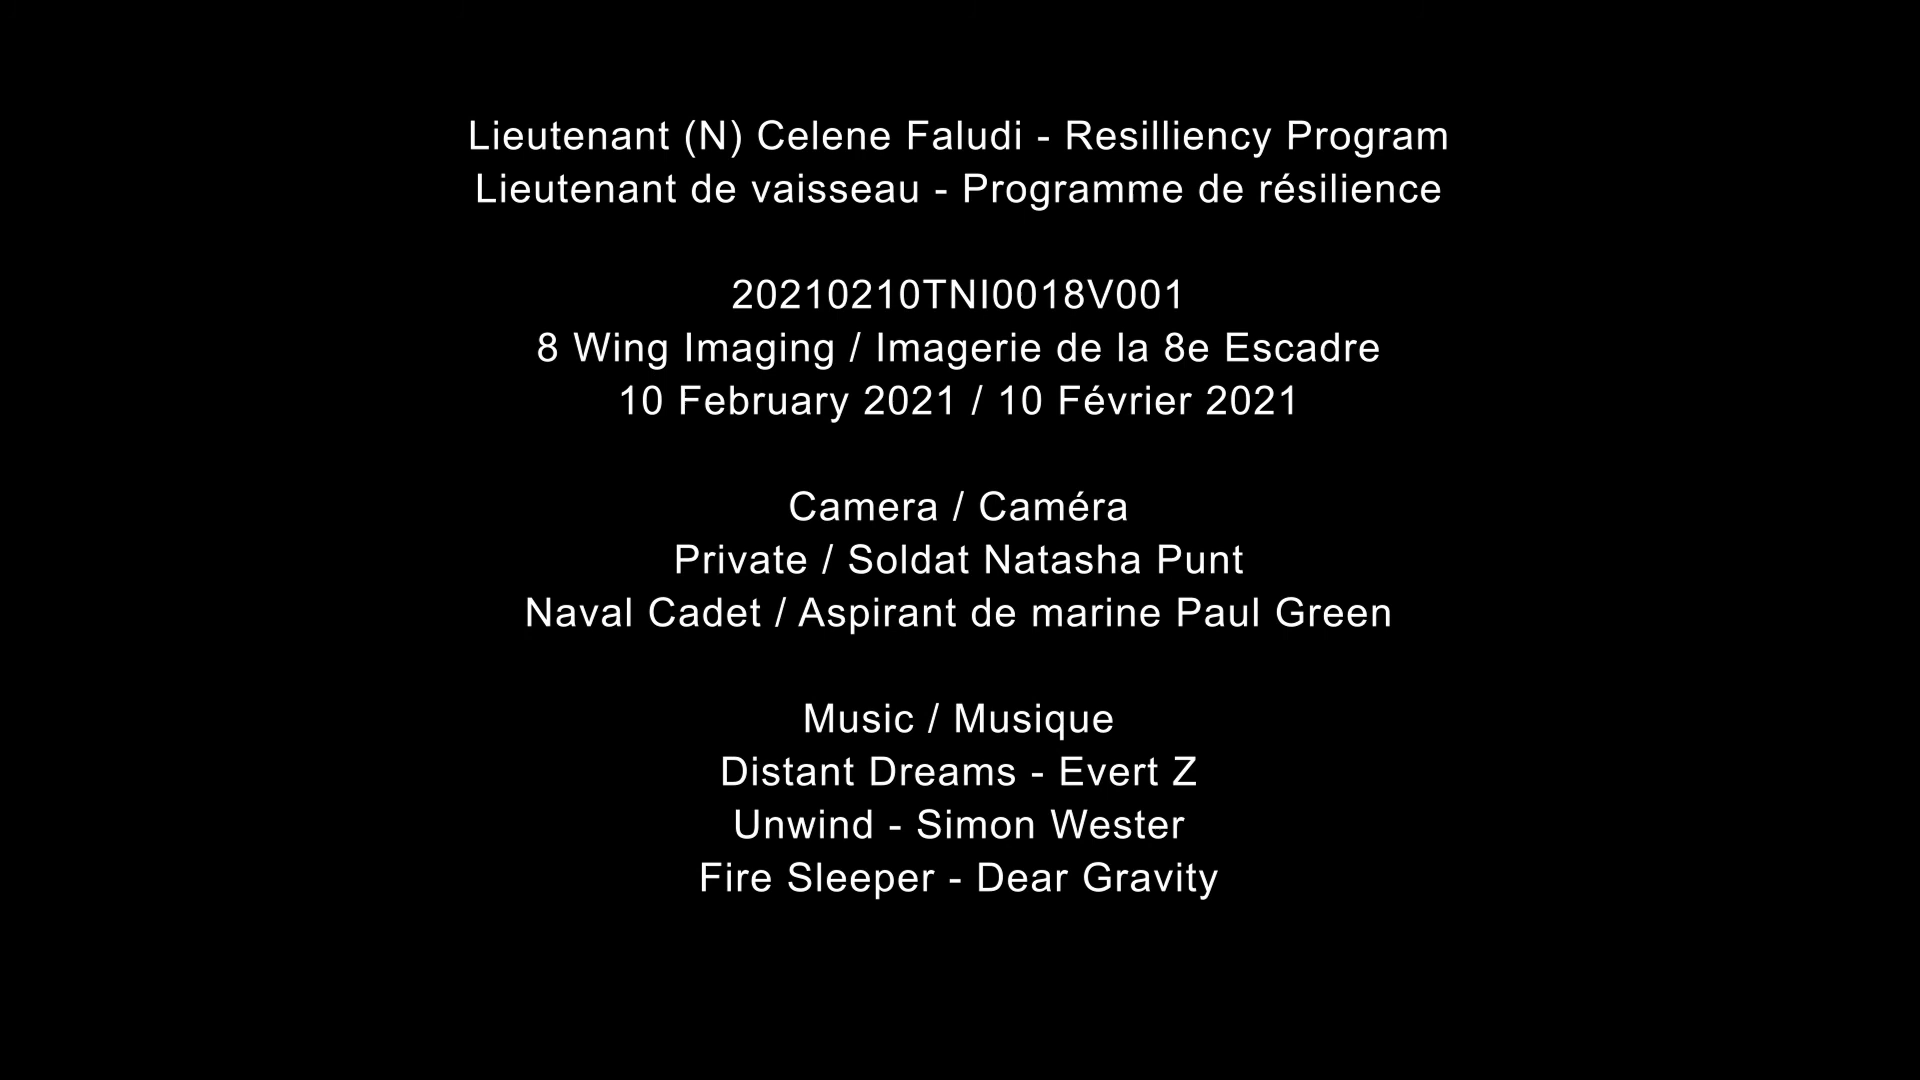 Lieutenant (N) Celene Faludi - Resilliency Program
Lieutenant de vaisseau - Programme de résilience
20210210TNI0018V001
8 Wing Imaging / Imagerie de la 8e Escadre
10 February 2021 / 10 Février 2021
Camera / Caméra
Private / Soldat Natasha Punt
Naval Cadet / Aspirant de marine Paul Green
Music / Musique
Distant Dreams - Evert Z
Unwind - Simon Wester
Fire Sleeper - Dear Gravity